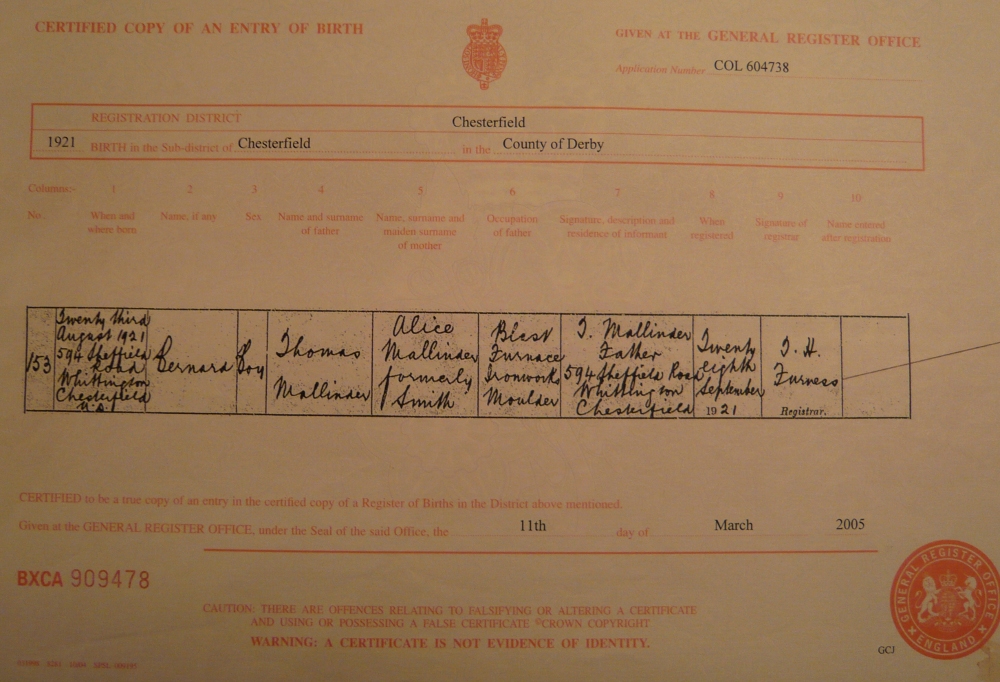 CERTIFIED COPY OF AN ENTRY OF BIRTH
GIVEN AT THE GENERAL REGISTER OFFICE
Application Number COL 604738
REGISTRATION DISTRICT Chesterfield
1921 BIRTH in the Sub-district of Chesterfield in the County of Derby
Columns:- 1 2 3 4 5 6 7 8 9 10
No. When and where born Name, if any Sex Name and surname of father Name, surname and maiden surname of mother Occupation of father Signature, description and residence of informant When registered Signature of registrar Name entered after registration
153
Twenty third
August 1921
594 Sheffield
Road
Whittington
Chesterfield
U.D.
Bernard
Boy
Thomas
Mallinder
Alice
Mallinder
formerly
Smith
Blast
Furnace
Ironworks
Moulder
T. Mallinder
Father
594 Sheffield Road
Whittington
Chesterfield
Twenty
eighth
September
1921
T. H.
Furness
Registrar.
CERTIFIED to be a true copy of an entry in the certified copy of a Register of Births in the District above mentioned.
Given at the GENERAL REGISTER OFFICE, under the Seal of the said Office, the 11th day of March 2005
BXCA 909478
CAUTION: THERE ARE OFFENCES RELATING TO FALSIFYING OR ALTERING A CERTIFICATE
AND USING OR POSSESSING A FALSE CERTIFICATE ©CROWN COPYRIGHT
WARNING: A CERTIFICATE IS NOT EVIDENCE OF IDENTITY.
GENERAL REGISTER OFFICE
ENGLAND
GCJ